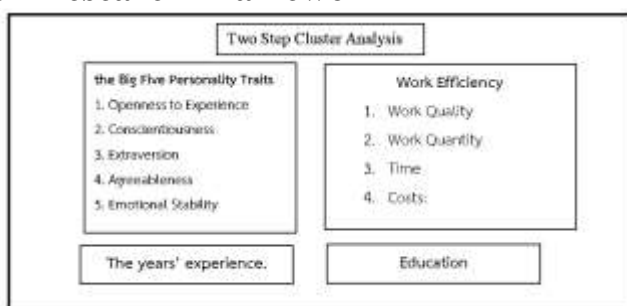 Two Step Cluster Analysis
the Big Five Personality Traits
1. Openness to Experience
2. Conscientiousness
3. Extraversion
4. Agreeableness
5. Emotional Stability
Work Efficiency
1. Work Quality
2. Work Quantity
3. Time
4. Costs.
The years' experience.
Education